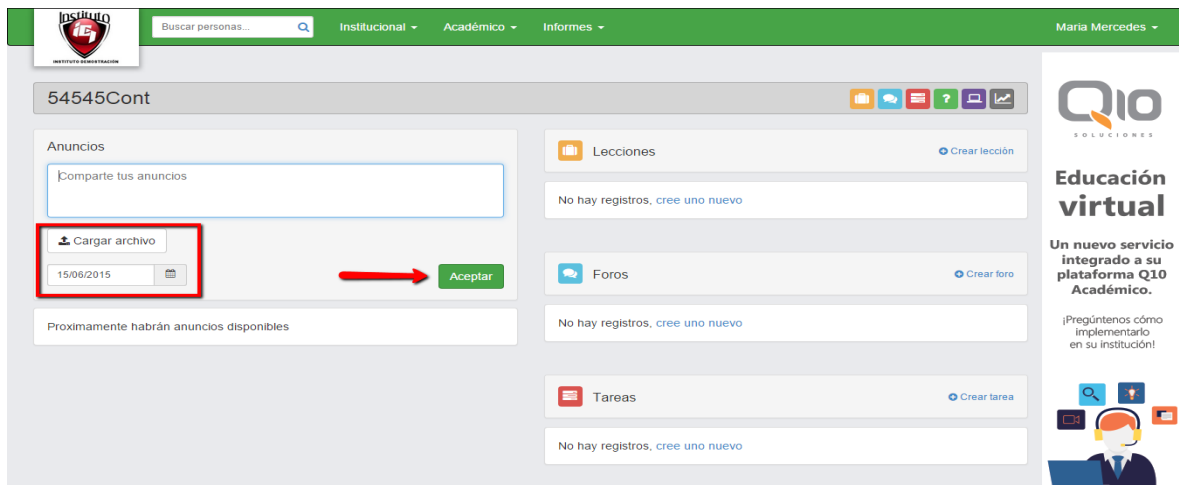 Instituto
INSTITUTO DEMOSTRACION
Buscar personas...
Institucional
Académico
Informes
Maria Mercedes
54545Cont
?
Anuncios
Comparte tus anuncios
Cargar archivo
15/06/2015
Aceptar
Proximamente habrán anuncios disponibles
Lecciones
Crear lección
No hay registros, cree uno nuevo
Foros
Crear foro
No hay registros, cree uno nuevo
Tareas
Crear tarea
No hay registros, cree uno nuevo
Q10
SOLUCIONES
Educación
virtual
Un nuevo servicio
integrado a su
plataforma Q10
Académico.
¡Pregúntenos cómo
implementarlo
en su institución!